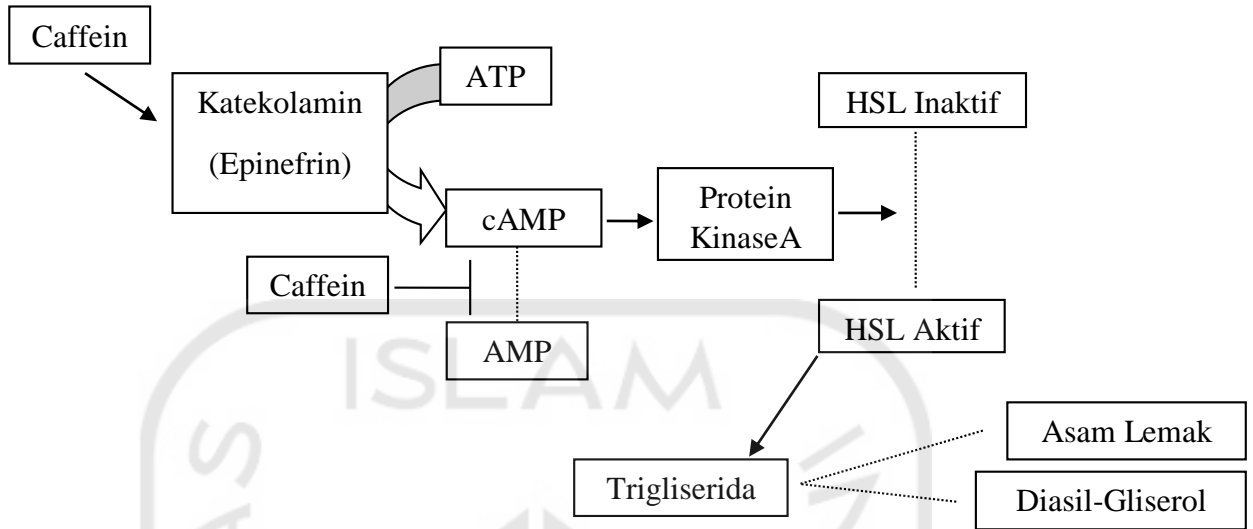 Caffein
Katekolamin
(Epinefrin)
ATP
HSL Inaktif
cAMP
Protein
KinaseA
Caffein
AMP
HSL Aktif
ISLAM
Trigliserida
Asam Lemak
Diasil-Gliserol